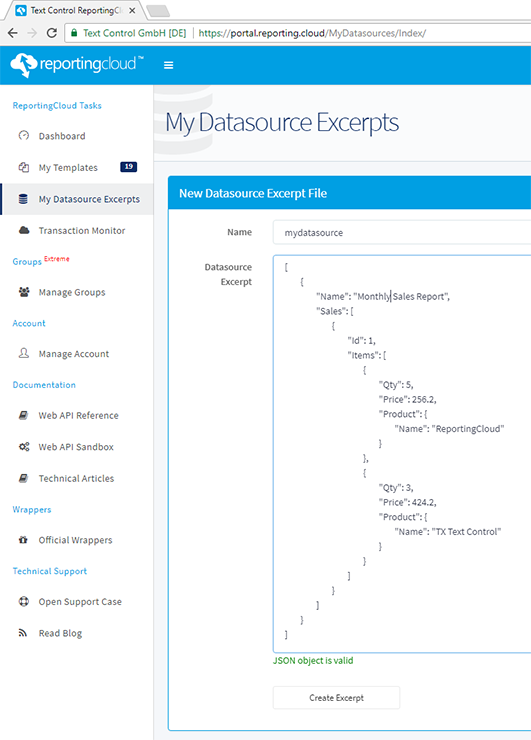 Text Control ReportingCl
Text Control GmbH [DE] https://portal.reporting.cloud/MyDatasources/Index/
reportingcloud™
ReportingCloud Tasks
Dashboard
My Templates 19
My Datasource Excerpts
Transaction Monitor
Groups Extreme
Manage Groups
Account
Manage Account
Documentation
Web API Reference
Web API Sandbox
Technical Articles
Wrappers
Official Wrappers
Technical Support
Open Support Case
Read Blog
My Datasource Excerpts
New Datasource Excerpt File
Name mydatasource
Datasource
Excerpt
[
{
"Name": "Monthly Sales Report",
"Sales": [
{
"Id": 1,
"Items": [
{
"Qty": 5,
"Price": 256.2,
"Product": {
"Name": "ReportingCloud"
}
},
{
"Qty": 3,
"Price": 424.2,
"Product": {
"Name": "TX Text Control"
}
}
]
}
]
}
]
JSON object is valid
Create Excerpt